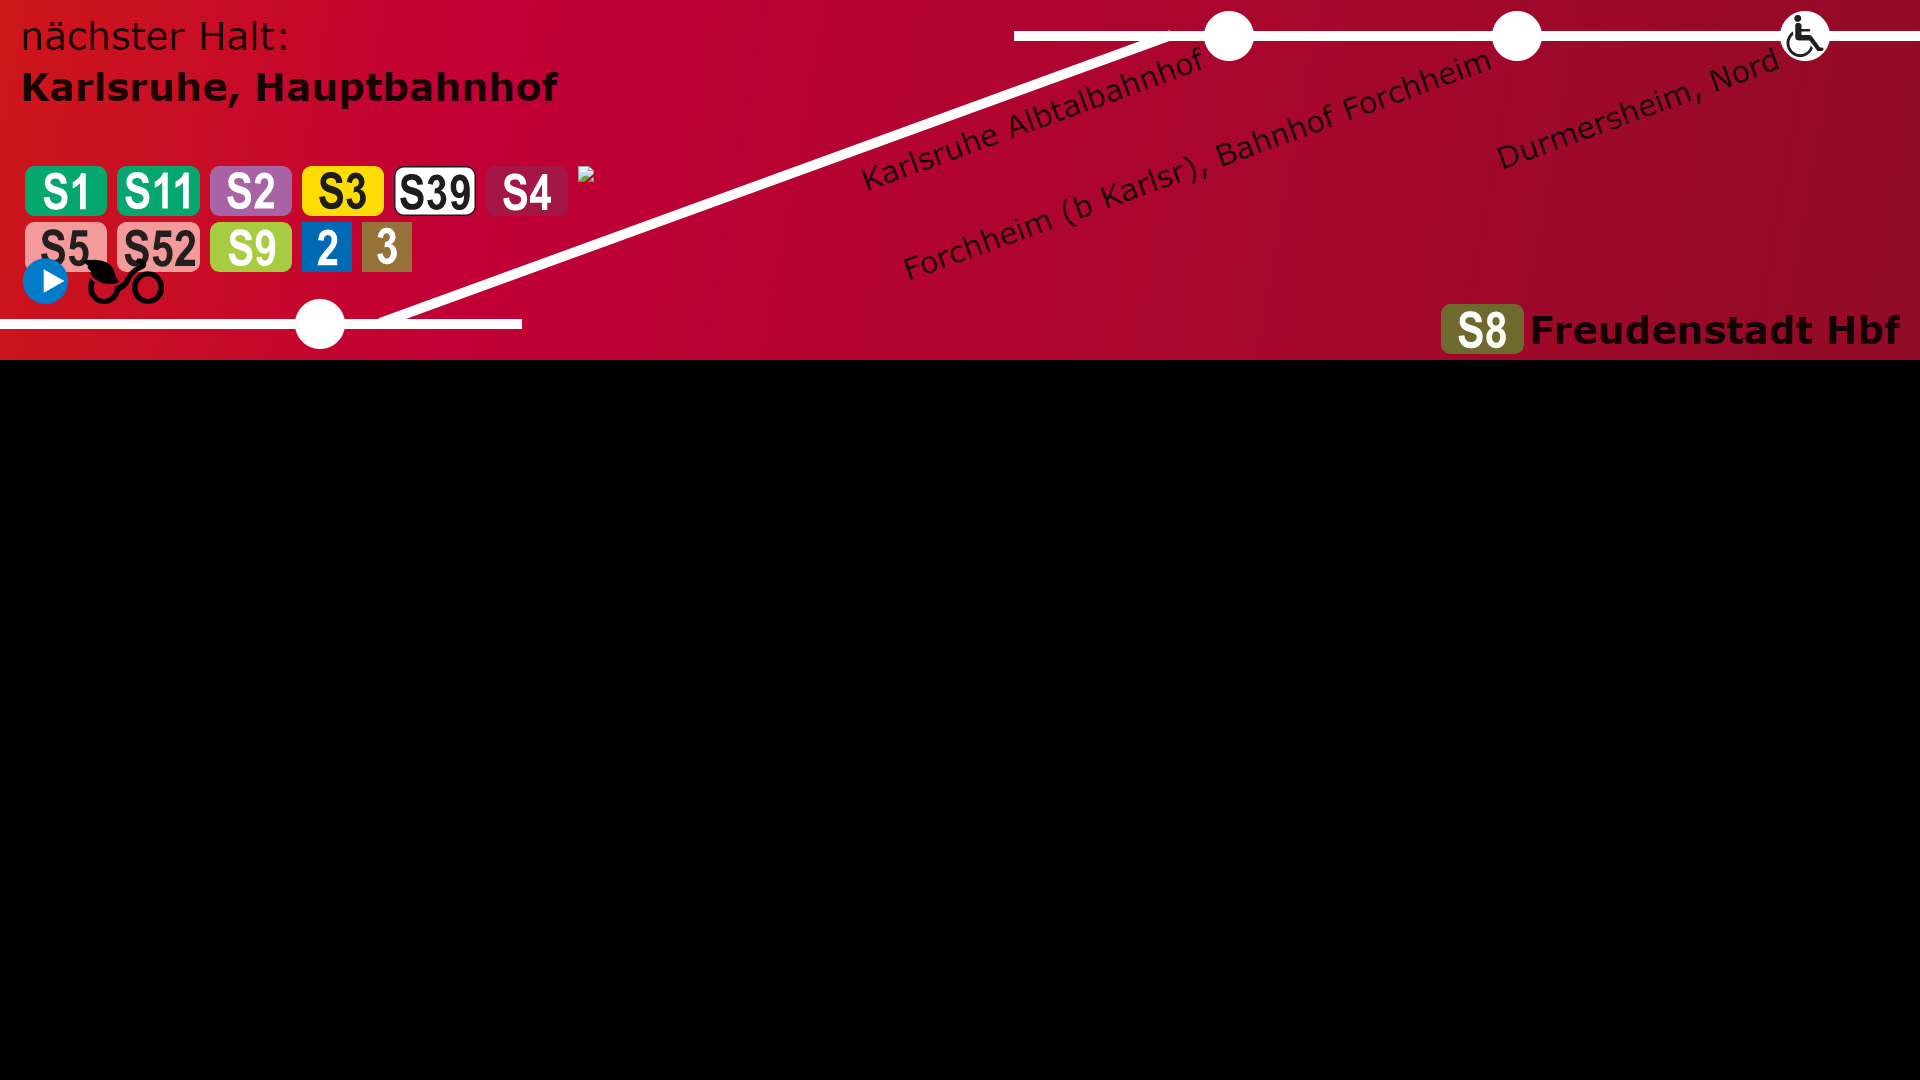 nächster Halt:
Karlsruhe, Hauptbahnhof
S1 S11 S2 S3 S39 S4
S5 S52 S9 2 3
Karlsruhe Albtalbahnhof
Forchheim (b Karlsr), Bahnhof Forchheim
Durmersheim, Nord
S8 Freudenstadt Hbf